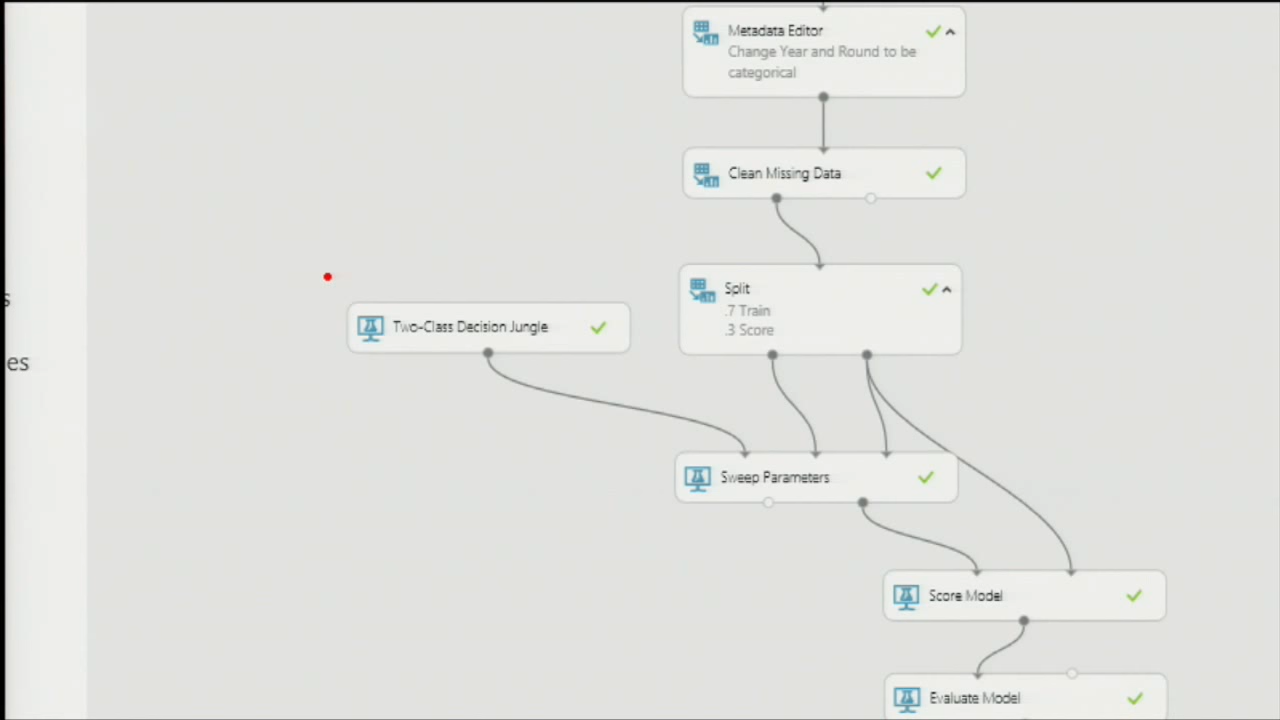 Metadata Editor
Change Year and Round to be
categorical
Clean Missing Data
Split
.7 Train
.3 Score
Two-Class Decision Jungle
es
Sweep Parameters
Score Model
Evaluate Model